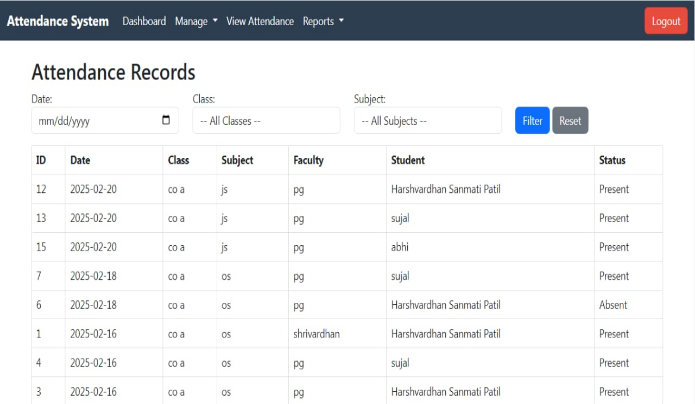 Attendance System Dashboard Manage View Attendance Reports Logout
Attendance Records
Date: Class: Subject:
mm/dd/yyyy -- All Classes -- -- All Subjects -- Filter Reset
ID Date Class Subject Faculty Student Status
12 2025-02-20 co a js pg Harshvardhan Sanmati Patil Present
13 2025-02-20 co a js pg sujal Present
15 2025-02-20 co a js pg abhi Present
7 2025-02-18 co a os pg sujal Present
6 2025-02-18 co a os pg Harshvardhan Sanmati Patil Absent
1 2025-02-16 co a os shrivardhan Harshvardhan Sanmati Patil Present
4 2025-02-16 co a os pg sujal Present
3 2025-02-16 co a os pg Harshvardhan Sanmati Patil Present